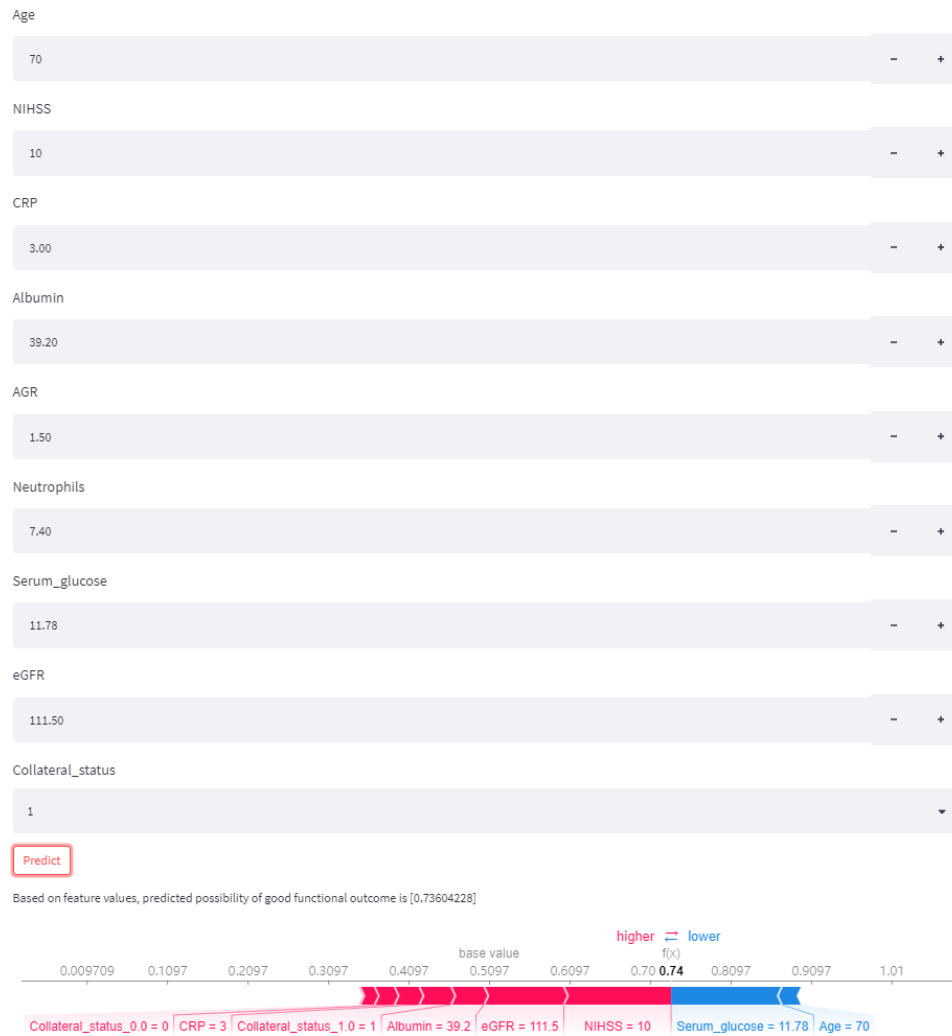 Age
70 - +
NIHSS
10 - +
CRP
3.00 - +
Albumin
39.20 - +
AGR
1.50 - +
Neutrophils
7.40 - +
Serum_glucose
11.78 - +
eGFR
111.50 - +
Collateral_status
1
Predict
Based on feature values, predicted possibility of good functional outcome is [0.73604228]
higher ⇄ lower
base value f(x)
0.009709 0.1097 0.2097 0.3097 0.4097 0.5097 0.6097 0.70 0.74 0.8097 0.9097 1.01
Collateral_status_0.0 = 0 CRP = 3 Collateral_status_1.0 = 1 Albumin = 39.2 eGFR = 111.5 NIHSS = 10 Serum_glucose = 11.78 Age = 70